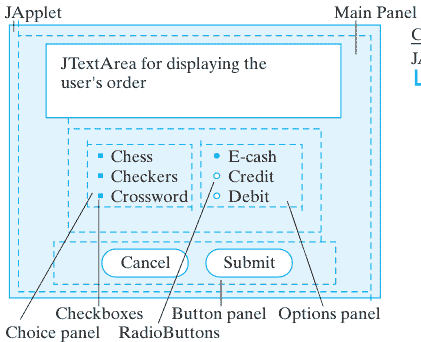 JApplet
Main Panel
C
JA
JTextArea for displaying the
user's order
Chess
E-cash
Checkers
Credit
Crossword
Debit
Cancel
Submit
Checkboxes
Button panel
Options panel
Choice panel
RadioButtons